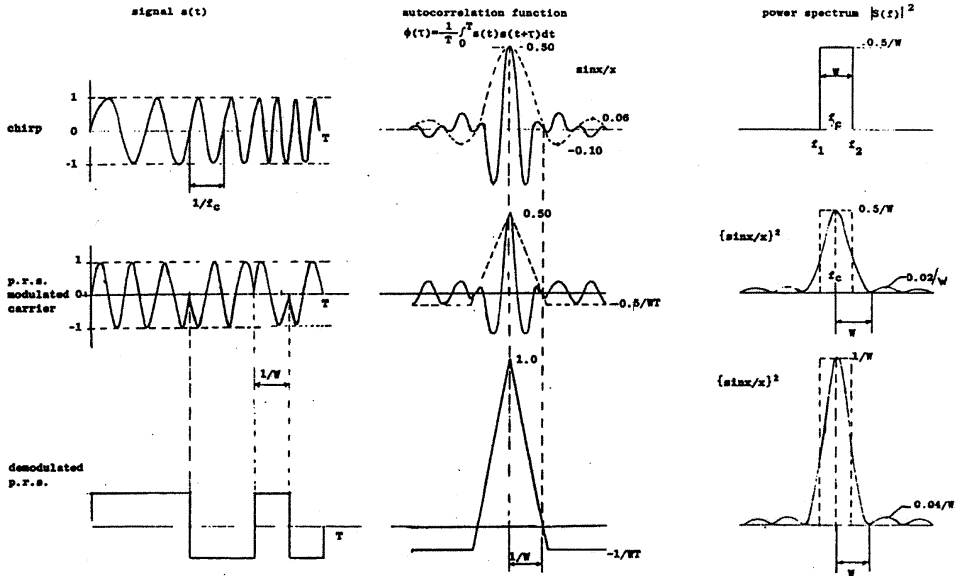 signal s(t)
autocorrelation function
φ(τ)=1/T ∫0T s(t)s(t+τ)dt
power spectrum |S(f)|2
chirp
1
0
-1
T
1/fc
0.50
sinx/x
0.06
-0.10
0.5/W
W
fc
f1
f2
p.r.s.
modulated
carrier
1
0
-1
T
1/W
0.50
-0.5/WT
{sinx/x}2
0.5/W
fc
0.02/W
W
demodulated
p.r.s.
T
1.0
1/W
-1/WT
{sinx/x}2
1/W
0.04/W
W